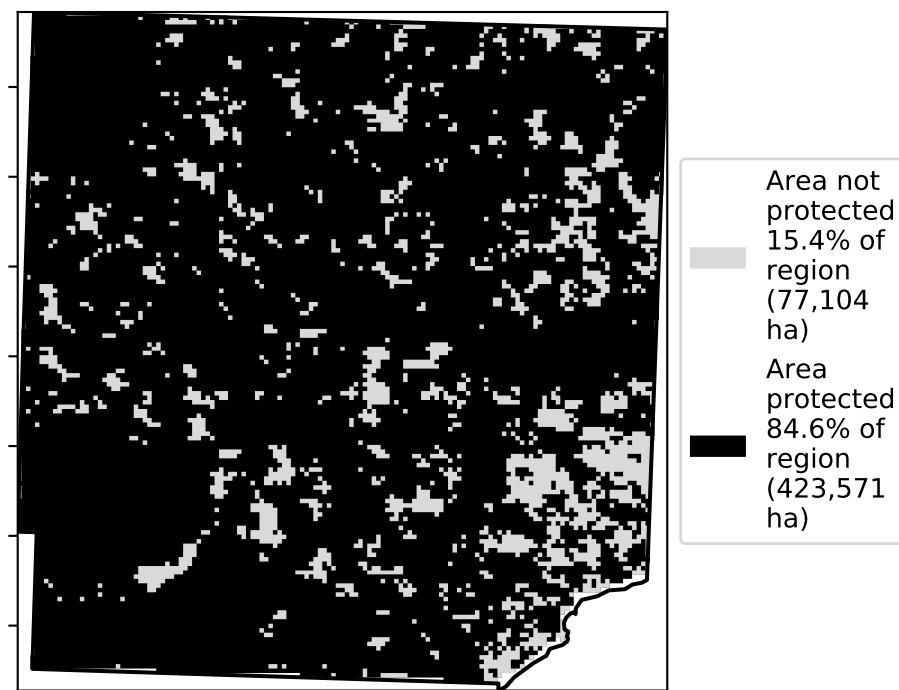 Area not
protected
15.4% of
region
(77,104
ha)
Area
protected
84.6% of
region
(423,571
ha)